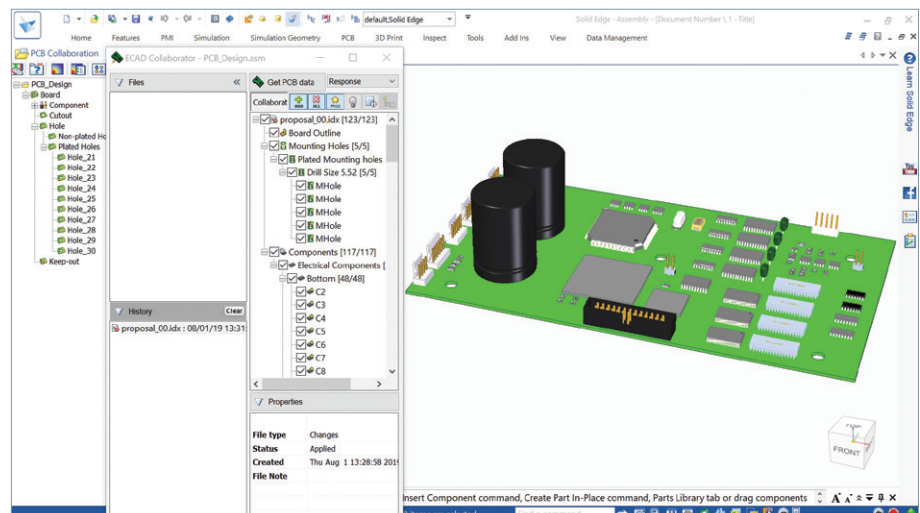 default,Solid Edge
Solid Edge - Assembly - [Document Number \ 1 - Title]
Home Features PMI Simulation Simulation Geometry PCB 3D Print Inspect Tools Add Ins View Data Management
PCB Collaboration
ECAD Collaborator - PCB_Design.asm
Learn Solid Edge
PCB_Design
Board
Component
Cutout
Hole
Non-plated Ho
Plated Holes
Hole_21
Hole_22
Hole_23
Hole_24
Hole_25
Hole_26
Hole_27
Hole_28
Hole_29
Hole_30
Keep-out
Files
History Clear
proposal_00.idx : 08/01/19 13:31:
Get PCB data Response
Collaborat
proposal_00.idx [123/123]
Board Outline
Mounting Holes [5/5]
Plated Mounting holes
Drill Size 5.52 [5/5]
MHole
MHole
MHole
MHole
MHole
Components [117/117]
Electrical Components [
Bottom [48/48]
C2
C3
C4
C5
C6
C7
C8
Properties
File type Changes
Status Applied
Created Thu Aug 1 13:28:58 201
File Note
TOP
FRONT
Insert Component command, Create Part In-Place command, Parts Library tab or drag components